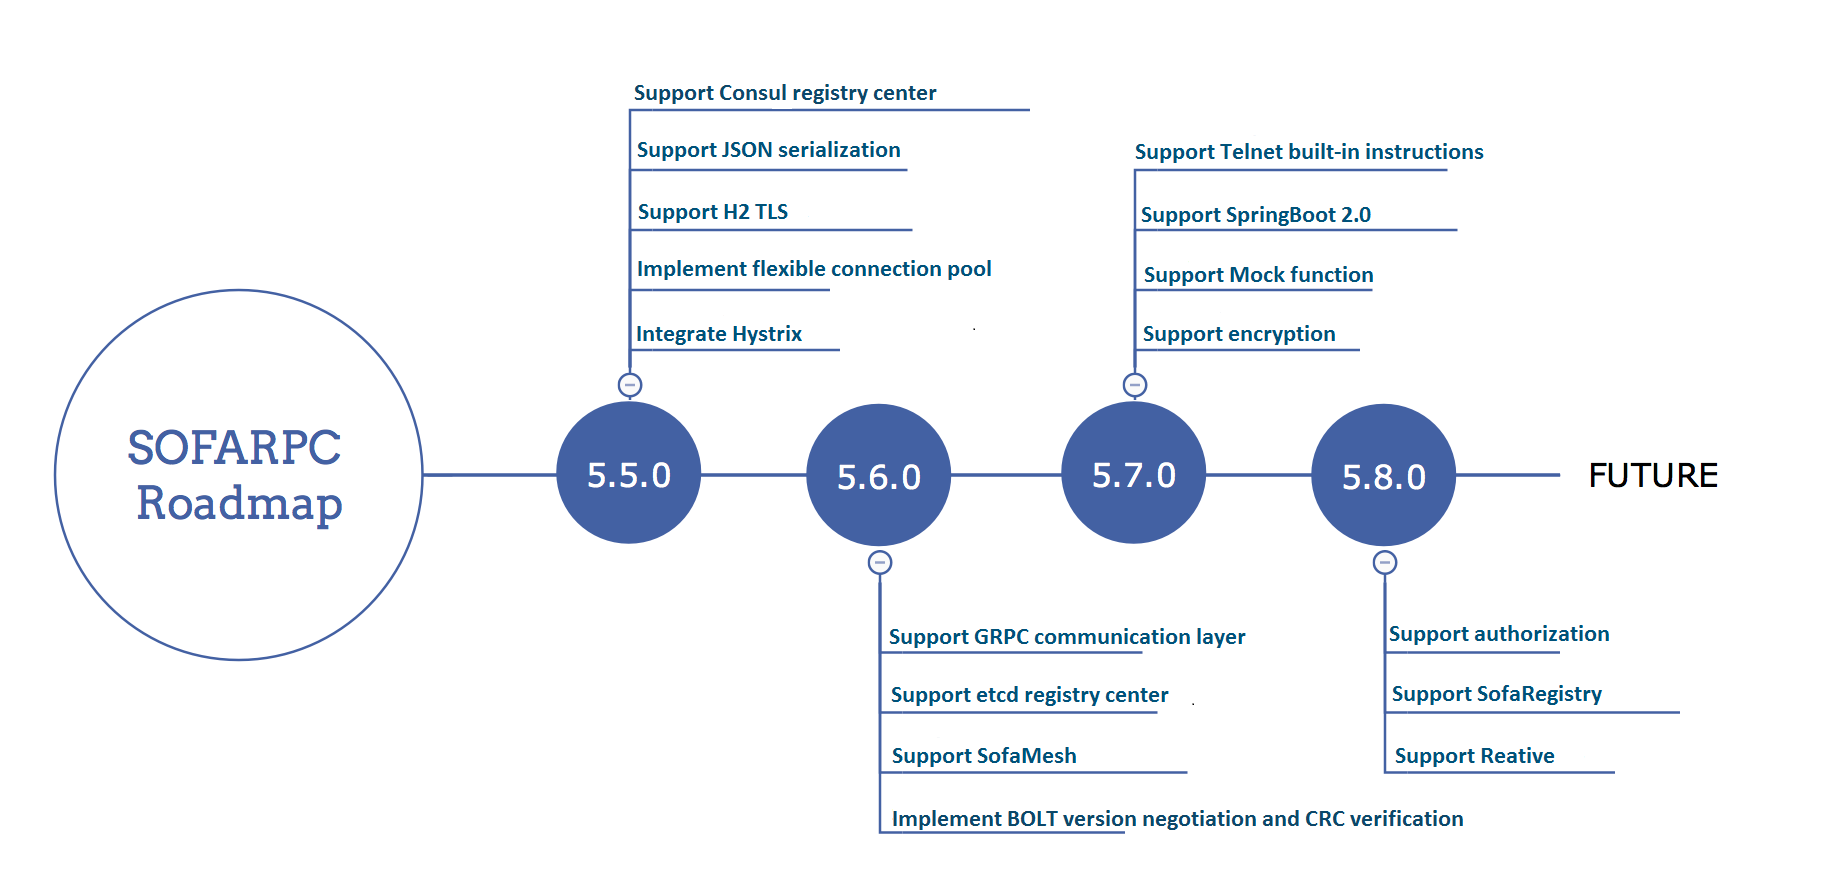 SOFARPC
Roadmap
Support Consul registry center
Support JSON serialization
Support H2 TLS
Implement flexible connection pool
Integrate Hystrix
5.5.0
5.6.0
Support GRPC communication layer
Support etcd registry center
Support SofaMesh
Implement BOLT version negotiation and CRC verification
Support Telnet built-in instructions
Support SpringBoot 2.0
Support Mock function
Support encryption
5.7.0
5.8.0
Support authorization
Support SofaRegistry
Support Reative
FUTURE